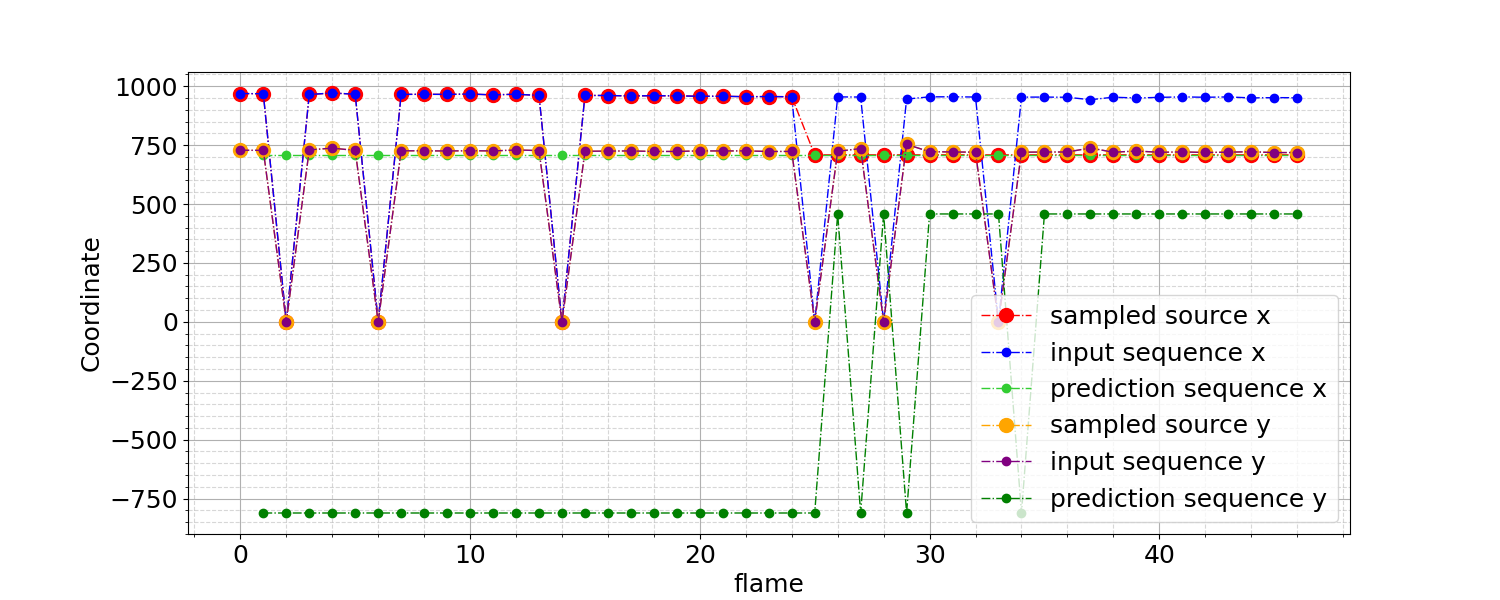 1000
750
500
250
0
−250
−500
−750
Coordinate
0 10 20 30 40
flame
sampled source x
input sequence x
prediction sequence x
sampled source y
input sequence y
prediction sequence y